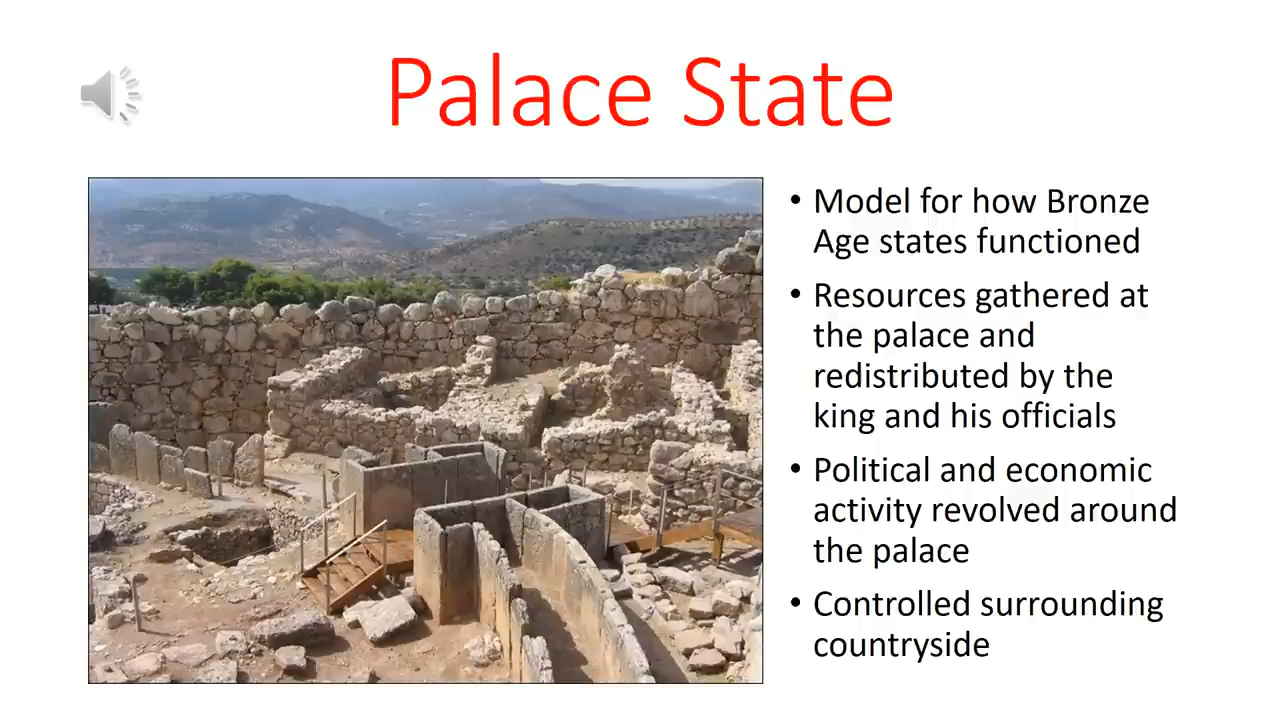 Palace State
• Model for how Bronze
Age states functioned
• Resources gathered at
the palace and
redistributed by the
king and his officials
• Political and economic
activity revolved around
the palace
• Controlled surrounding
countryside